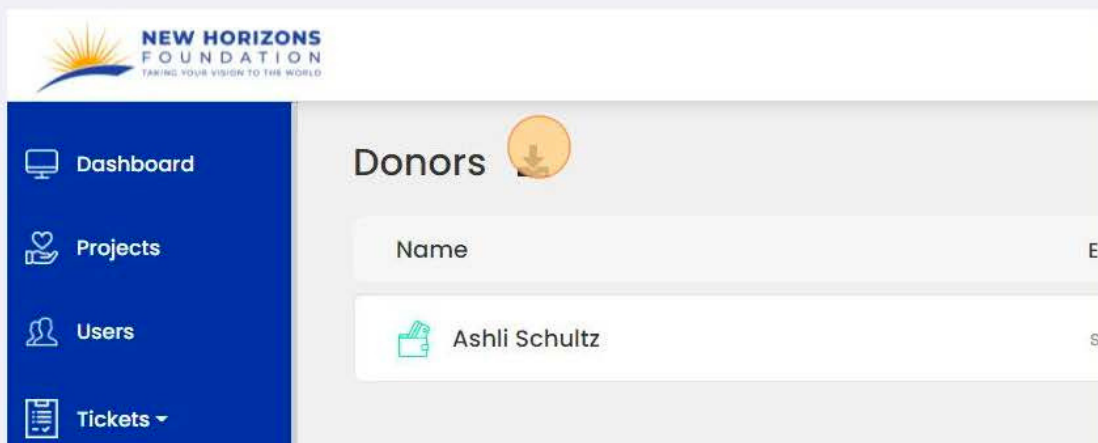 NEW HORIZONS
FOUNDATION
TAKING YOUR VISION TO THE WORLD
Dashboard
Donors
Projects
Name
E
Users
Ashli Schultz
s
Tickets